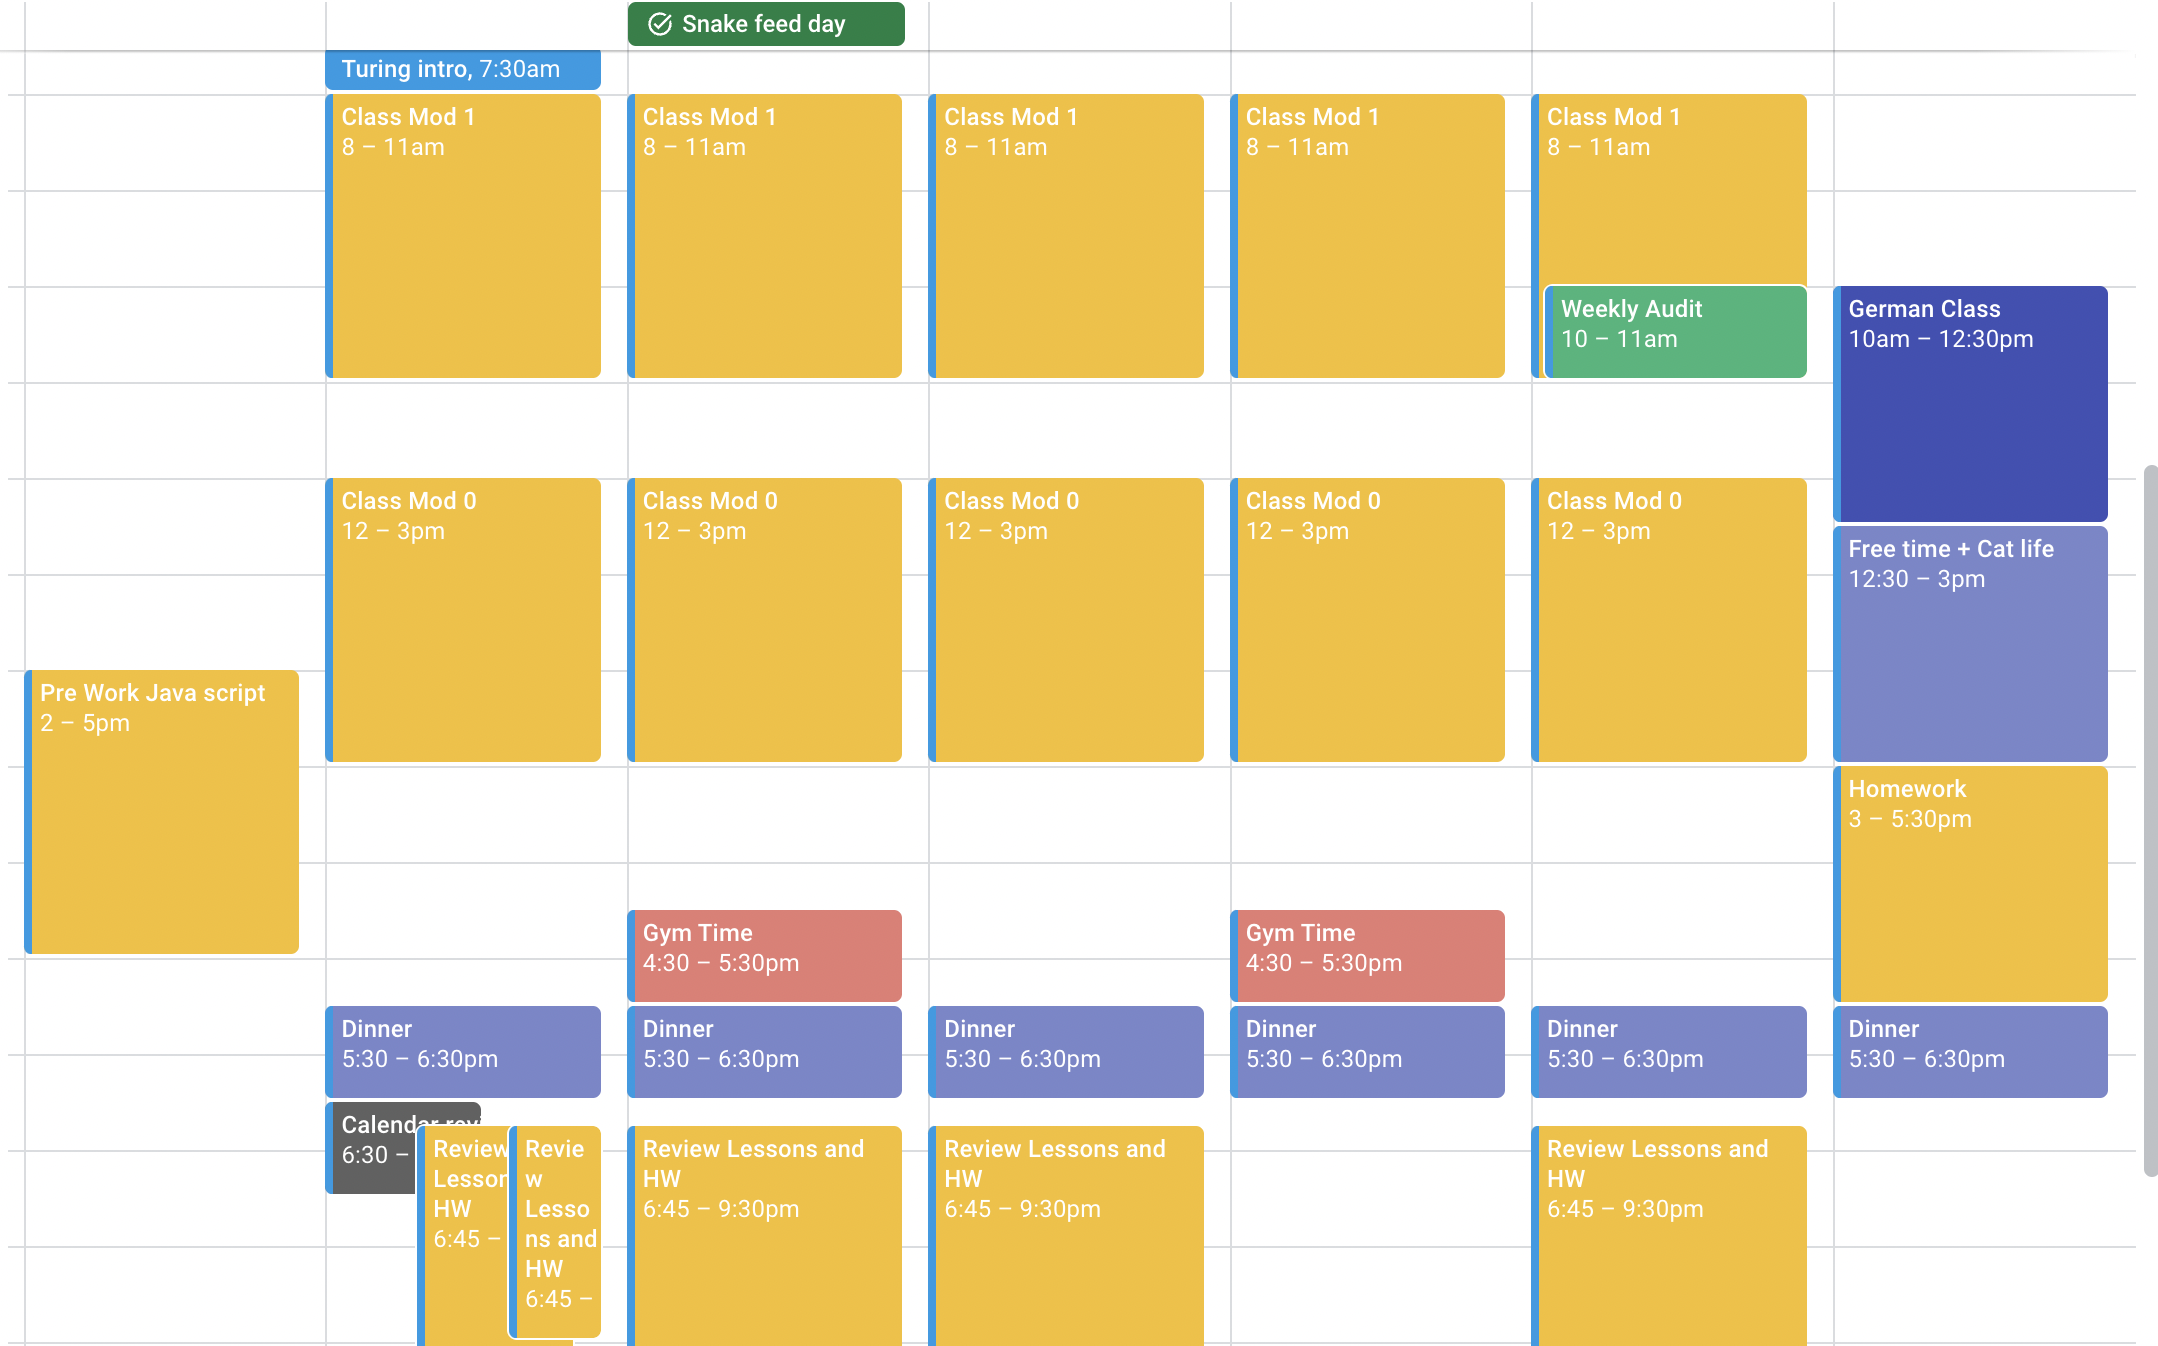 Snake feed day
Turing intro, 7:30am
Class Mod 1
8 – 11am
Class Mod 1
8 – 11am
Class Mod 1
8 – 11am
Class Mod 1
8 – 11am
Class Mod 1
8 – 11am
Weekly Audit
10 – 11am
German Class
10am – 12:30pm
Class Mod 0
12 – 3pm
Class Mod 0
12 – 3pm
Class Mod 0
12 – 3pm
Class Mod 0
12 – 3pm
Class Mod 0
12 – 3pm
Free time + Cat life
12:30 – 3pm
Pre Work Java script
2 – 5pm
Homework
3 – 5:30pm
Gym Time
4:30 – 5:30pm
Gym Time
4:30 – 5:30pm
Dinner
5:30 – 6:30pm
Dinner
5:30 – 6:30pm
Dinner
5:30 – 6:30pm
Dinner
5:30 – 6:30pm
Dinner
5:30 – 6:30pm
Dinner
5:30 – 6:30pm
Calendar rev
6:30 –
Review
Lesson
HW
6:45 –
Revie
w
Lesso
ns and
HW
6:45 –
Review Lessons and
HW
6:45 – 9:30pm
Review Lessons and
HW
6:45 – 9:30pm
Review Lessons and
HW
6:45 – 9:30pm